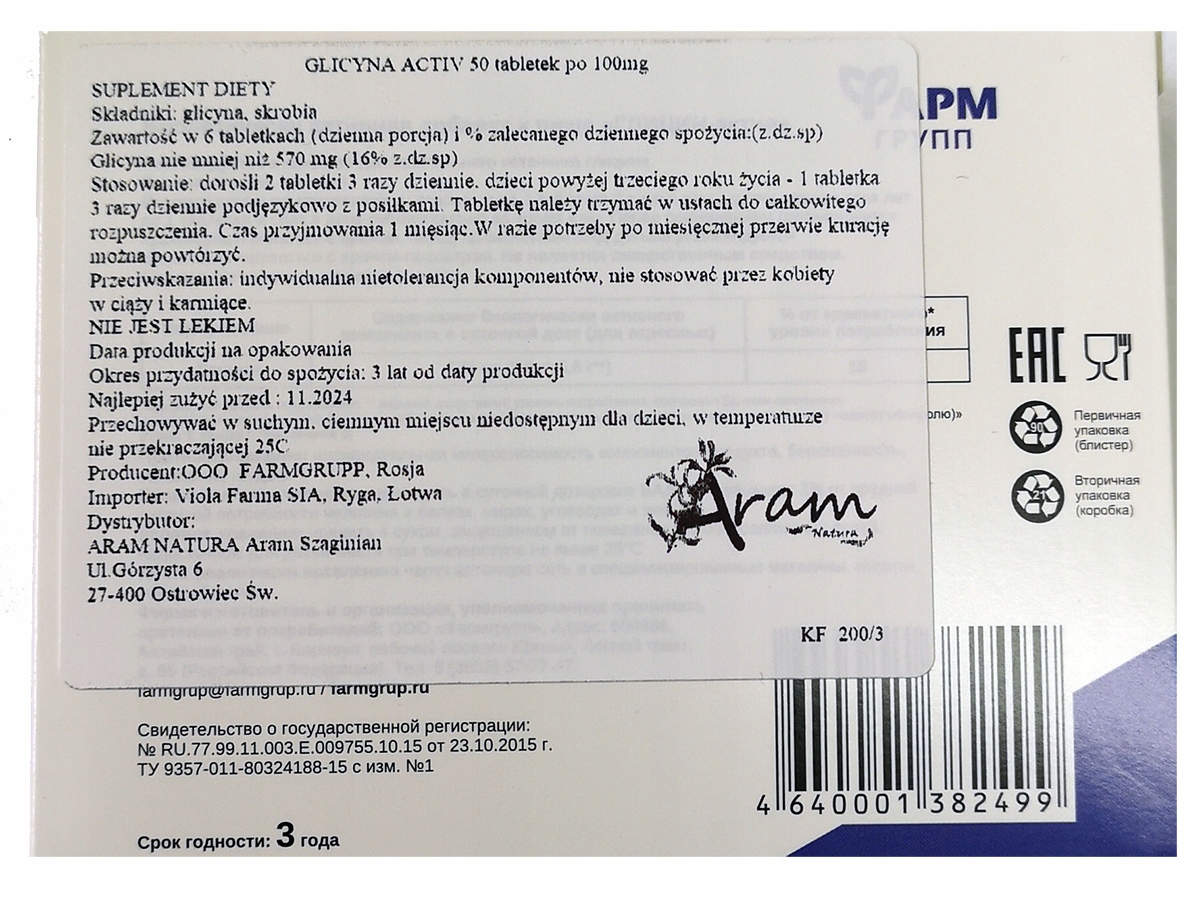 GLICYNA ACTIV 50 tabletek po 100mg
SUPLEMENT DIETY
Składniki: glicyna, skrobia
Zawartość w 6 tabletkach (dzienna porcja) i % zalecanego dziennego spożycia:(z.dz.sp)
Glicyna nie mniej niż 570 mg (16% z.dz.sp)
Stosowanie: dorośli 2 tabletki 3 razy dziennie. dzieci powyżej trzeciego roku życia - 1 tabletka
3 razy dziennie podjęzykowo z posiłkami. Tabletkę należy trzymać w ustach do całkowitego
rozpuszczenia. Czas przyjmowania 1 miesiąc.W razie potrzeby po miesięcznej przerwie kurację
można powtórzyć.
Przeciwskazania: indywidualna nietolerancja komponentów, nie stosować przez kobiety
w ciąży i karmiące.
NIE JEST LEKIEM
Data produkcji na opakowania
Okres przydatności do spożycia: 3 lat od daty produkcji
Najlepiej zużyć przed : 11.2024
Przechowywać w suchym. ciemnym miejscu niedostępnym dla dzieci, w temperaturze
nie przekraczającej 25C
Producent:OOO FARMGRUPP, Rosja
Importer: Viola Farma SIA, Ryga, Łotwa
Dystrybutor:
ARAM NATURA Aram Szaginian
Ul.Górzysta 6
27-400 Ostrowiec Św.
Aram
Natura
KF 200/3
ФАРМ
ГРУПП
EAC
90
Первичная
упаковка
(блистер)
21
Вторичная
упаковка
(коробка)
farmgrup@farmgrup.ru / farmgrup.ru
Свидетельство о государственной регистрации:
№ RU.77.99.11.003.E.009755.10.15 от 23.10.2015 г.
ТУ 9357-011-80324188-15 с изм. №1
Срок годности: 3 года
4 640001 382499